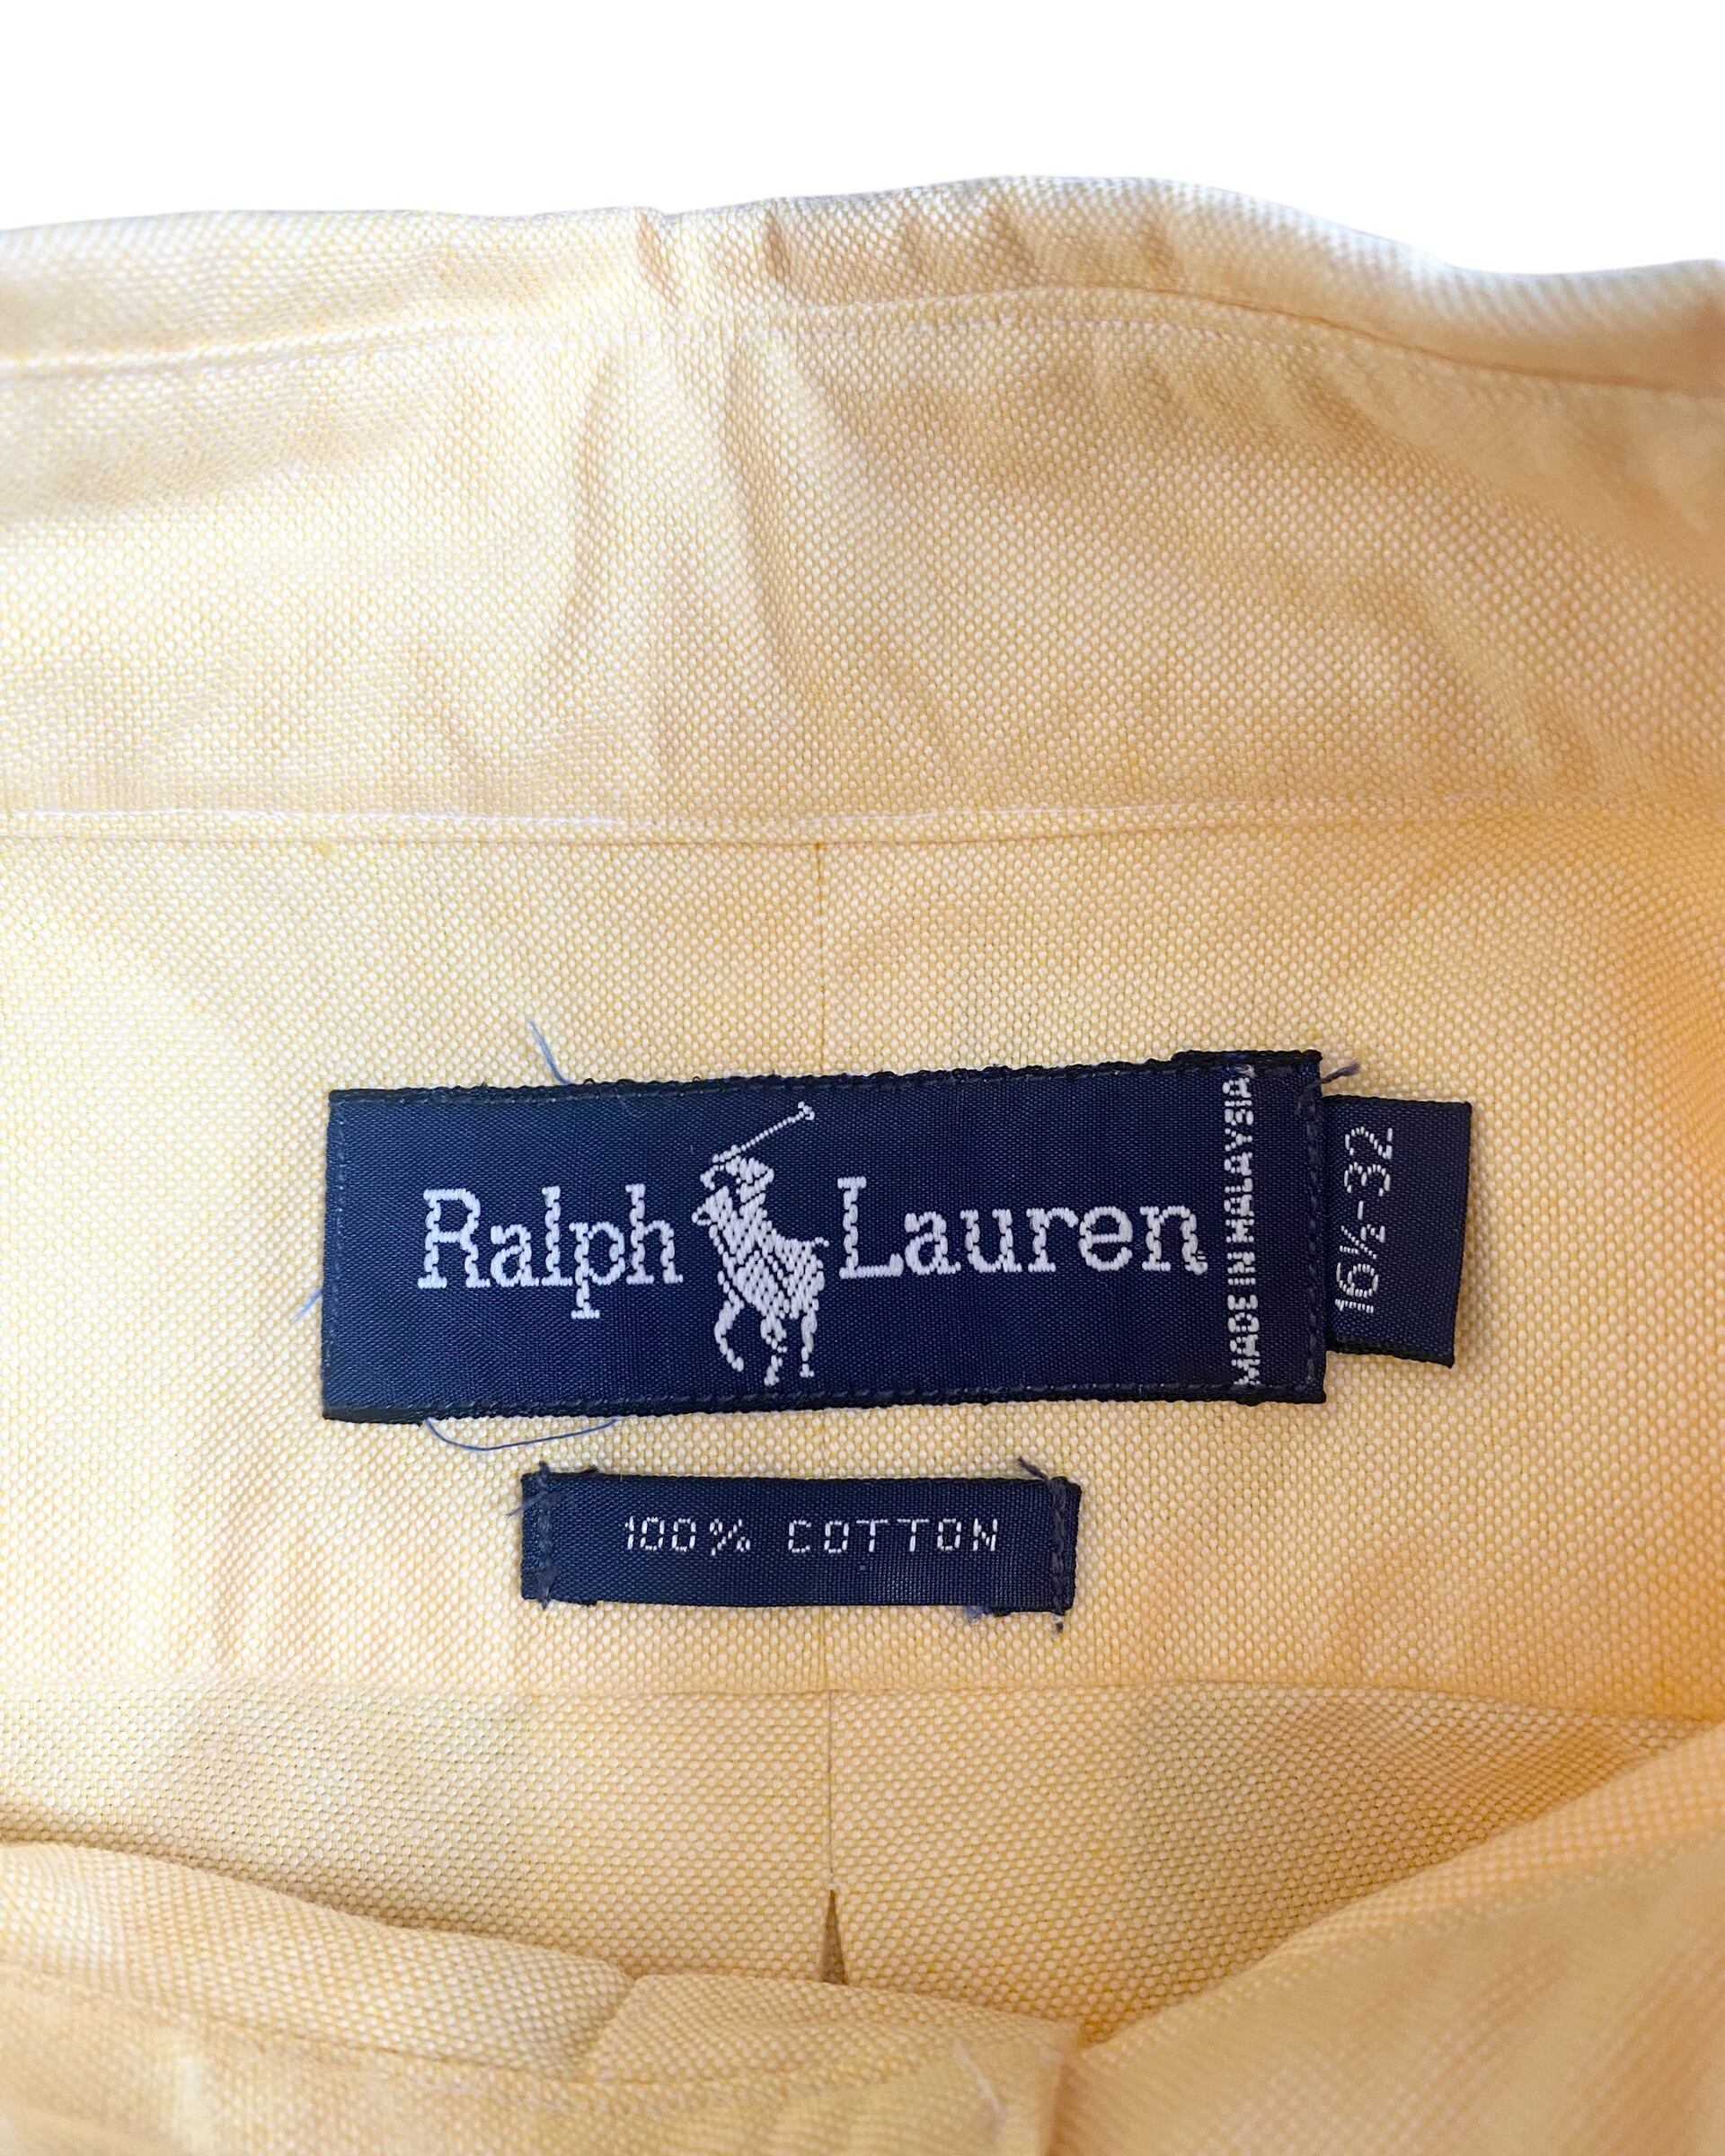 Ralph Lauren
MADE IN MALAYSIA
16½-32
100% COTTON